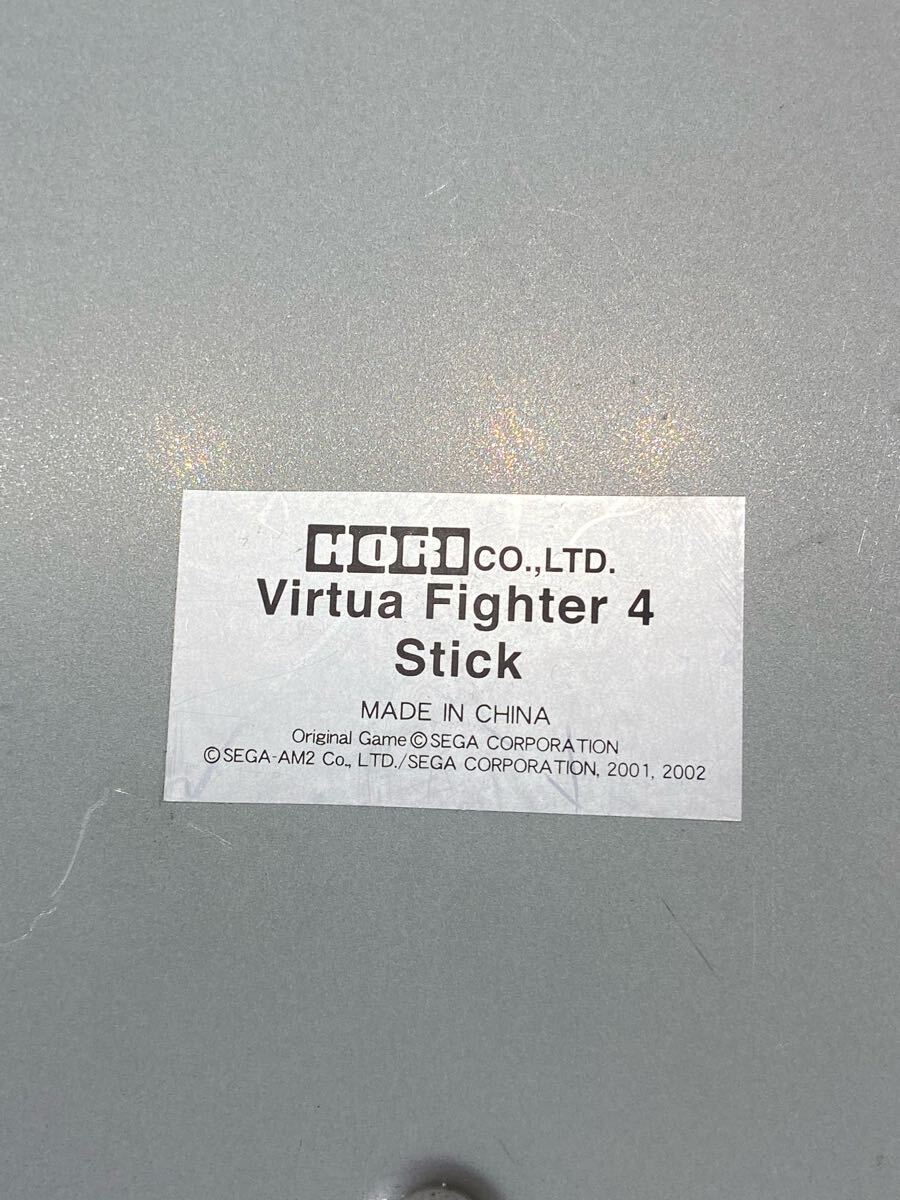 HORI CO.,LTD.
Virtua Fighter 4
Stick
MADE IN CHINA
Original Game ©SEGA CORPORATION
©SEGA-AM2 Co., LTD./SEGA CORPORATION, 2001, 2002